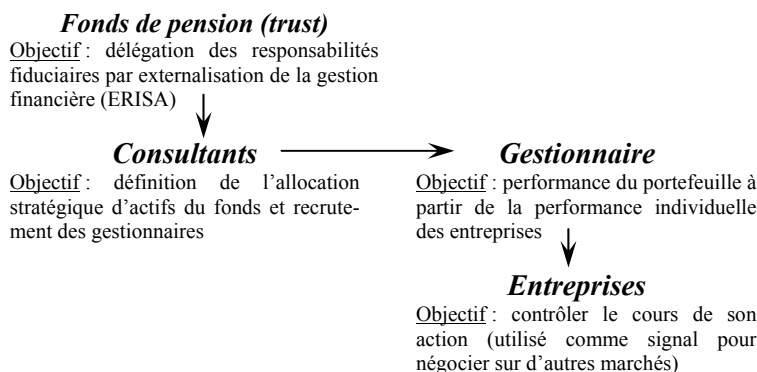 Fonds de pension (trust)
Objectif : délégation des responsabilités
fiduciaires par externalisation de la gestion
financière (ERISA)
Consultants
Objectif : définition de l'allocation
stratégique d'actifs du fonds et recrute-
ment des gestionnaires
Gestionnaire
Objectif : performance du portefeuille à
partir de la performance individuelle
des entreprises
Entreprises
Objectif : contrôler le cours de son
action (utilisé comme signal pour
négocier sur d'autres marchés)